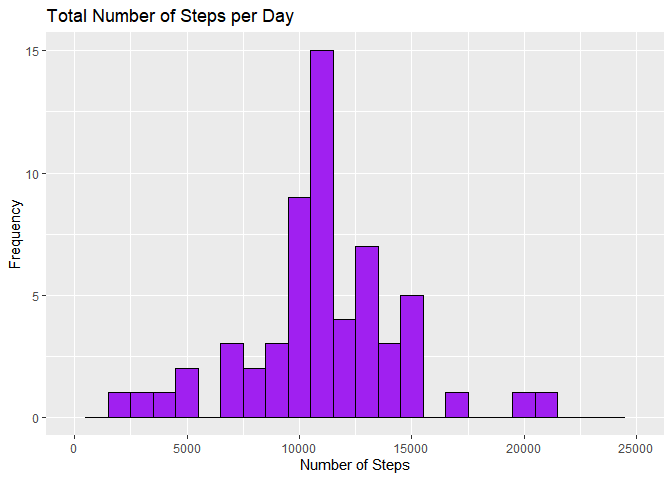 Total Number of Steps per Day
Frequency
15
10
5
0
0 5000 10000 15000 20000 25000
Number of Steps